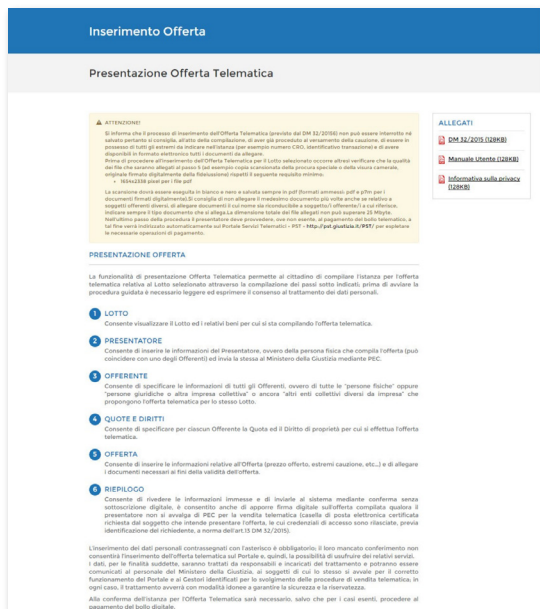 Inserimento Offerta
Presentazione Offerta Telematica
ATTENZIONE!
Si informa che il processo di inserimento dell'Offerta Telematica (previsto dal DM 32/2015) non può essere interrotto né
salvato pertanto si consiglia, all'atto della compilazione, di aver già proceduto al versamento della cauzione, di essere in
possesso di tutti gli estremi da indicare nell'istanza (per esempio numero CRO, identification transazione) e di avere
disponibili in formato elettronico tutti i documenti da allegare.
Prima di procedere all'inserimento dell'Offerta Telematica per il Lotto selezionato occorre altresì verificare che la qualità
dei file che saranno allegati al passo 5 (ad esempio copia scansionata della procura speciale o della visura camerale,
originale firmato digitalmente della fideiussione) rispetti il seguente requisito minimo:
• 1654x2338 pixel per i file pdf
La scansione dovrà essere eseguita in bianco e nero e salvata sempre in pdf (formati ammessi: pdf e p7m per i
documenti firmati digitalmente).Si consiglia di non allegare il medesimo documento più volte anche se relativo a
soggetti offerenti diversi, di allegare documenti il cui nome sia riconducibile a soggetto/i offerente/i a cui riferisce.
Indicare sempre il tipo documento che si allega.La dimensione totale dei file allegati non può superare 25 Mbyte.
Nell'ultimo passo della procedura il presentatore deve provvedere, ove non esente, al pagamento del bollo telematico, a
tal fine verrà indirizzato automaticamente sul Portale Servizi Telematici - PST - http://pst.giustizia.it/PST/ per espletare
le necessarie operazioni di pagamento.
ALLEGATI
DM 32/2015 (128KB)
Manuale Utente (128KB)
Informativa sulla privacy
(128KB)
PRESENTAZIONE OFFERTA
La funzionalità di presentazione Offerta Telematica permette al cittadino di compilare l'istanza per l'offerta
telematica relativa al Lotto selezionato attraverso la compilazione dei passi sotto indicati; prima di avviare la
procedura guidata è necessario leggere ed esprimere il consenso al trattamento dei dati personali.
1 LOTTO
Consente visualizzare il Lotto ed i relativi beni per cui si sta compilando l'offerta telematica.
2 PRESENTATORE
Consente di inserire le informazioni del Presentatore, ovvero della persona fisica che compila l'offerta (può
coincidere con uno degli Offerenti) ed invia la stessa al Ministero della Giustizia mediante PEC.
3 OFFERENTE
Consente di specificare le informazioni di tutti gli Offerenti, ovvero di tutte le "persone fisiche" oppure
"persone giuridiche o altra impresa collettiva" o ancora "altri enti collettivi diversi da impresa" che
propongono l'offerta telematica per lo stesso Lotto.
4 QUOTE E DIRITTI
Consente di specificare per ciascun Offerente la Quota ed il Diritto di proprietà per cui si effettua l'offerta
telematica.
5 OFFERTA
Consente di inserire le informazioni relative all'Offerta (prezzo offerto, estremi cauzione, etc...) e di allegare
i documenti necessari ai fini della validità dell'offerta.
6 RIEPILOGO
Consente di rivedere le informazioni immesse e di inviarle al sistema mediante conferma senza
sottoscrizione digitale, è consentito anche di apporre firma digitale sull'offerta compilata qualora il
presentatore non si avvalga di PEC per la vendita telematica (casella di posta elettronica certificata
richiesta dal soggetto che intende presentare l'offerta, le cui credenziali di accesso sono rilasciate, previa
identificazione del richiedente, a norma dell'art.13 DM 32/2015).
L'inserimento dei dati personali contrassegnati con l'asterisco è obbligatorio; il loro mancato conferimento non
consentirà l'inserimento dell'offerta telematica sul Portale e, quindi, la possibilità di usufruire dei relativi servizi.
I dati, per le finalità suddette, saranno trattati da responsabili e incaricati del trattamento e potranno essere
comunicati al personale del Ministero della Giustizia, ai soggetti di cui lo stesso si avvale per il corretto
funzionamento del Portale e ai Gestori identificati per lo svolgimento delle procedure di vendita telematica; in
ogni caso, il trattamento avverrà con modalità idonee a garantire la sicurezza e la riservatezza.
Alla conferma dell'istanza per l'Offerta Telematica sarà necessario, salvo che per i casi esenti, procedere al
pagamento del bollo digitale.